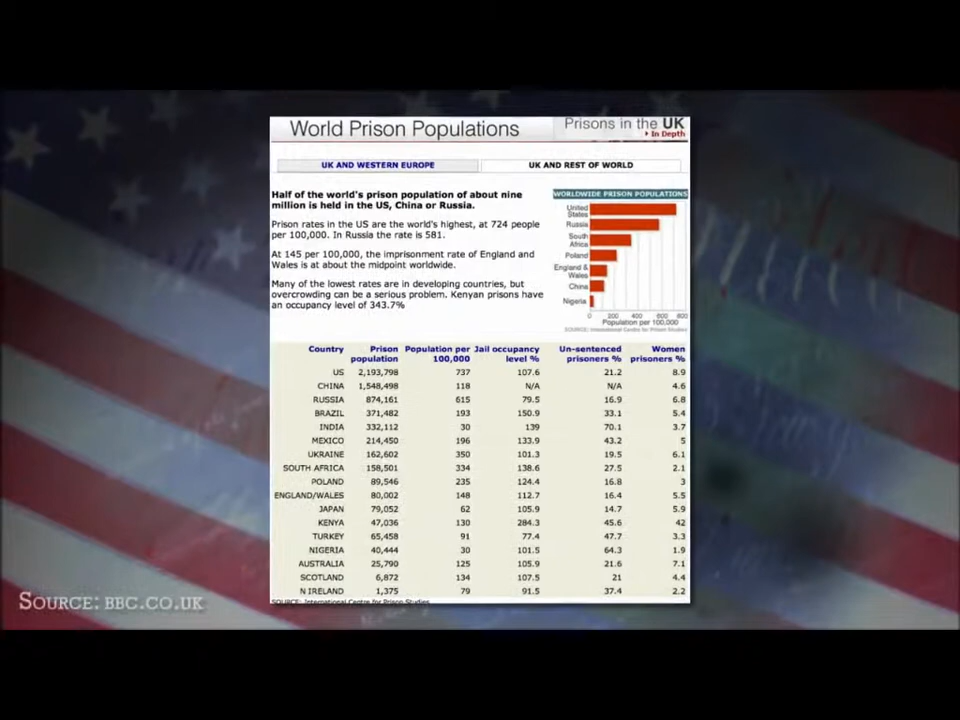 World Prison Populations
Prisons in the UK
In Depth
UK AND WESTERN EUROPE
UK AND REST OF WORLD
Half of the world's prison population of about nine
million is held in the US, China or Russia.
Prison rates in the US are the world's highest, at 724 people
per 100,000. In Russia the rate is 581.
At 145 per 100,000, the imprisonment rate of England and
Wales is at about the midpoint worldwide.
Many of the lowest rates are in developing countries, but
overcrowding can be a serious problem. Kenyan prisons have
an occupancy level of 343.7%
WORLDWIDE PRISON POPULATIONS
United
States
Russia
South
Africa
Poland
England &
Wales
China
Nigeria
0 200 400 600 800
Population per 100,000
SOURCE: International Centre for Prison Studies
Country Prison population Population per 100,000 Jail occupancy level % Un-sentenced prisoners % Women prisoners %
US 2,193,798 737 107.6 21.2 8.9
CHINA 1,548,498 118 N/A N/A 4.6
RUSSIA 874,161 615 79.5 16.9 6.8
BRAZIL 371,482 193 150.9 33.1 5.4
INDIA 332,112 30 139 70.1 3.7
MEXICO 214,450 196 133.9 43.2 5
UKRAINE 162,602 350 101.3 19.5 6.1
SOUTH AFRICA 158,501 334 138.6 27.5 2.1
POLAND 89,546 235 124.4 16.8 3
ENGLAND/WALES 80,002 148 112.7 16.4 5.5
JAPAN 79,052 62 105.9 14.7 5.9
KENYA 47,036 130 284.3 45.6 42
TURKEY 65,458 91 77.4 47.7 3.3
NIGERIA 40,444 30 101.5 64.3 1.9
AUSTRALIA 25,790 125 105.9 21.6 7.1
SCOTLAND 6,872 134 107.5 21 4.4
N IRELAND 1,375 79 91.5 37.4 2.2
SOURCE: International Centre for Prison Studies
SOURCE: BBC.CO.UK